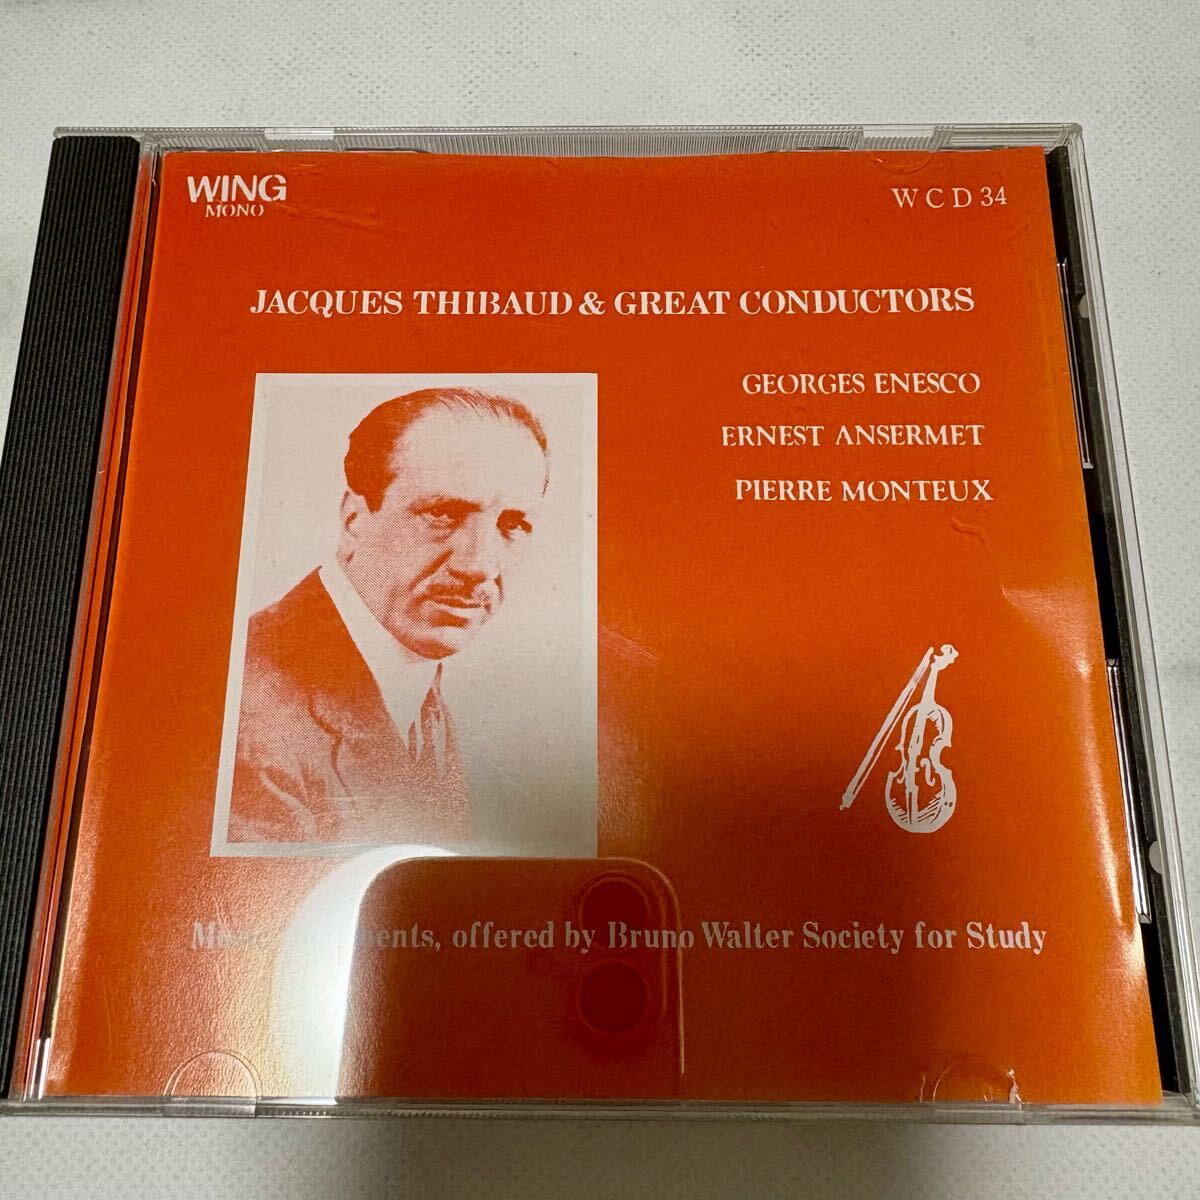 WING
MONO
W C D 34
JACQUES THIBAUD & GREAT CONDUCTORS
GEORGES ENESCO
ERNEST ANSERMET
PIERRE MONTEUX
offered by Bruno Walter Society for Study